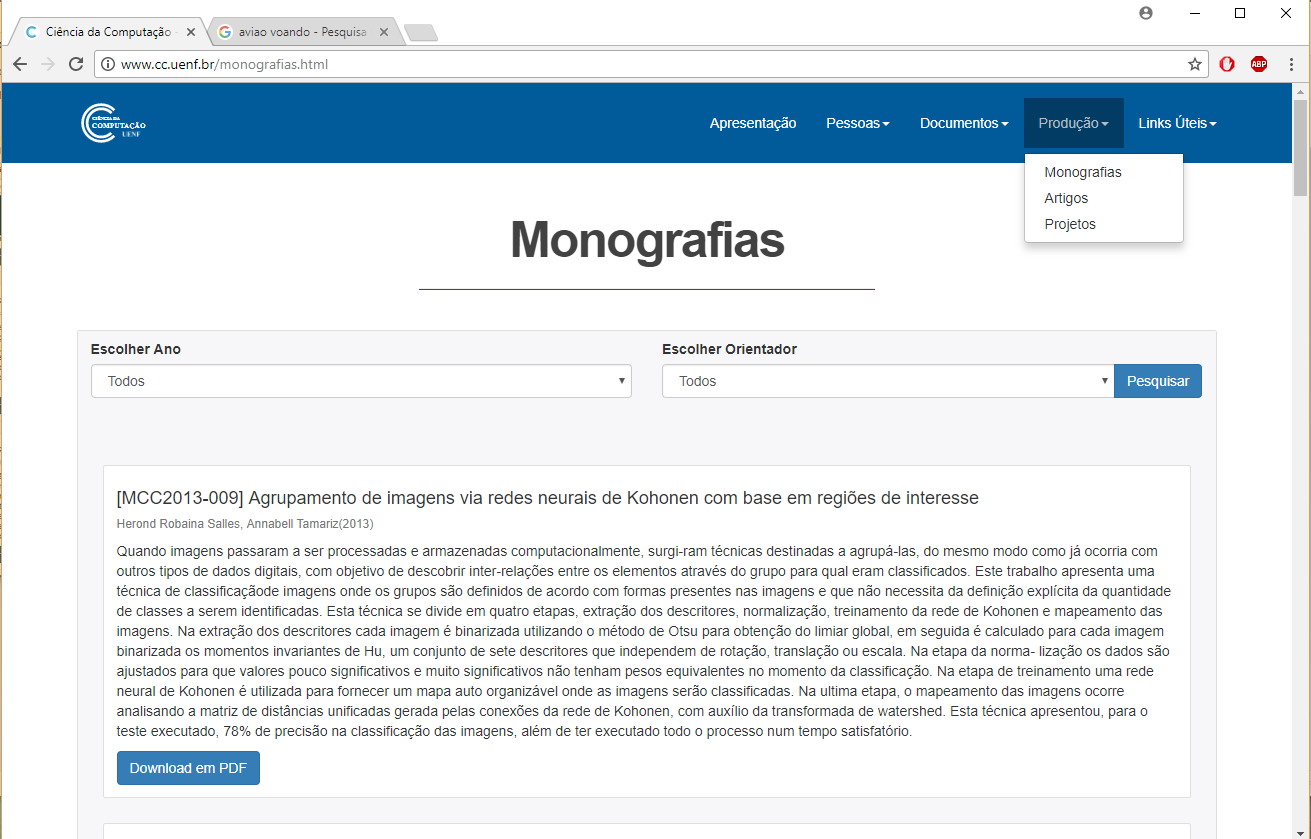 Ciência da Computação -
aviao voando - Pesquisa
www.cc.uenf.br/monografias.html
ABP
CIÊNCIA DA
COMPUTAÇÃO
UENF
Apresentação Pessoas Documentos Produção Links Úteis
Monografias
Artigos
Projetos
Monografias
Escolher Ano Escolher Orientador
Todos Todos Pesquisar
[MCC2013-009] Agrupamento de imagens via redes neurais de Kohonen com base em regiões de interesse
Herond Robaina Salles, Annabell Tamariz(2013)
Quando imagens passaram a ser processadas e armazenadas computacionalmente, surgi-ram técnicas destinadas a agrupá-las, do mesmo modo como já ocorria com
outros tipos de dados digitais, com objetivo de descobrir inter-relações entre os elementos através do grupo para qual eram classificados. Este trabalho apresenta uma
técnica de classificaçãode imagens onde os grupos são definidos de acordo com formas presentes nas imagens e que não necessita da definição explícita da quantidade
de classes a serem identificadas. Esta técnica se divide em quatro etapas, extração dos descritores, normalização, treinamento da rede de Kohonen e mapeamento das
imagens. Na extração dos descritores cada imagem é binarizada utilizando o método de Otsu para obtenção do limiar global, em seguida é calculado para cada imagem
binarizada os momentos invariantes de Hu, um conjunto de sete descritores que independem de rotação, translação ou escala. Na etapa da norma- lização os dados são
ajustados para que valores pouco significativos e muito significativos não tenham pesos equivalentes no momento da classificação. Na etapa de treinamento uma rede
neural de Kohonen é utilizada para fornecer um mapa auto organizável onde as imagens serão classificadas. Na ultima etapa, o mapeamento das imagens ocorre
analisando a matriz de distâncias unificadas gerada pelas conexões da rede de Kohonen, com auxílio da transformada de watershed. Esta técnica apresentou, para o
teste executado, 78% de precisão na classificação das imagens, além de ter executado todo o processo num tempo satisfatório.
Download em PDF